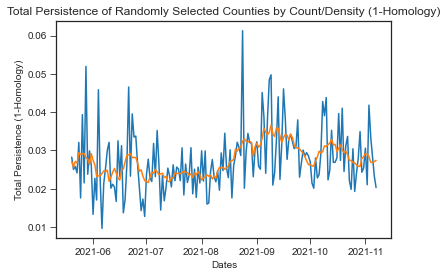 Total Persistence of Randomly Selected Counties by Count/Density (1-Homology)
0.06
0.05
0.04
0.03
0.02
0.01
Total Persistence (1-Homology)
2021-06 2021-07 2021-08 2021-09 2021-10 2021-11
Dates